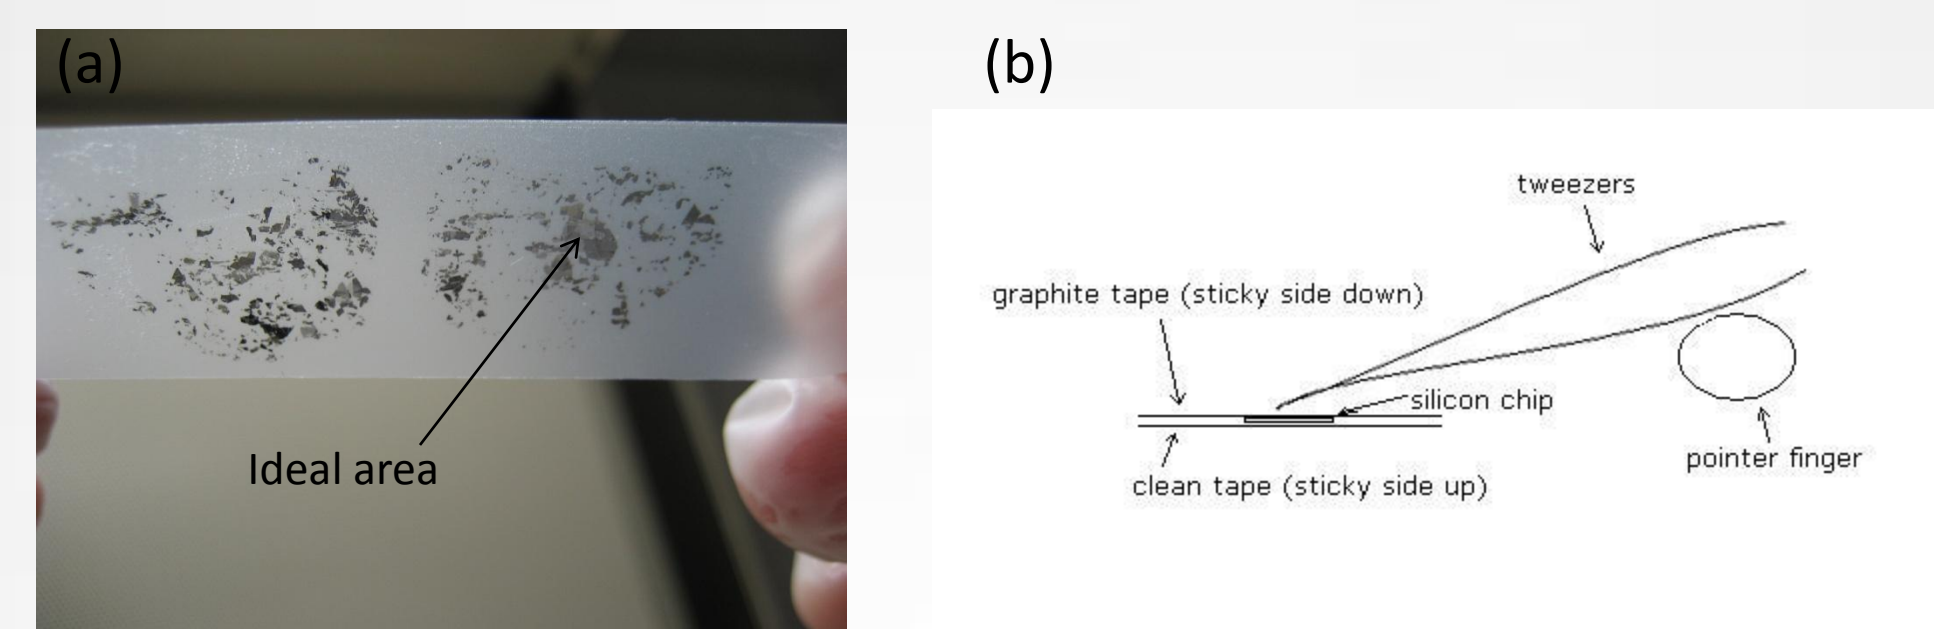 (a)
Ideal area
(b)
tweezers
graphite tape (sticky side down)
silicon chip
pointer finger
clean tape (sticky side up)